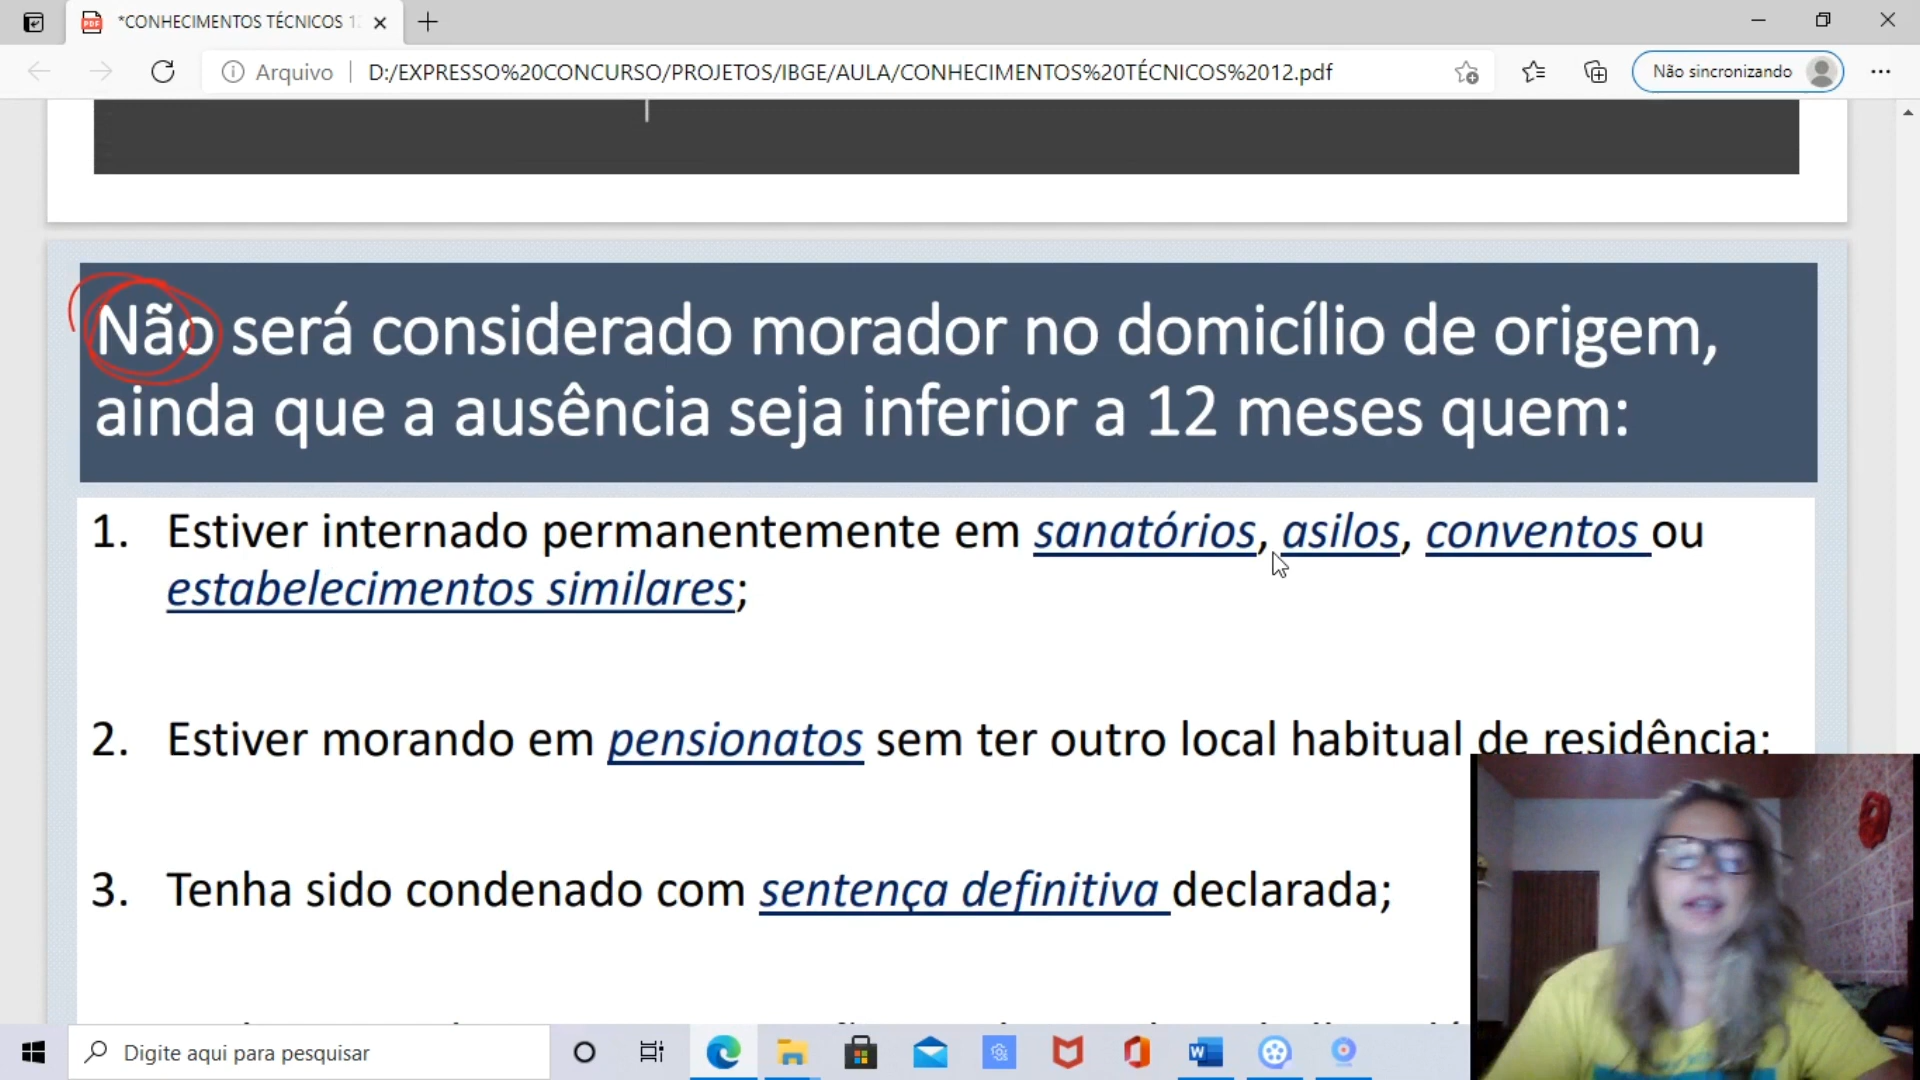 *CONHECIMENTOS TÉCNICOS 1
Arquivo
D:/EXPRESSO%20CONCURSO/PROJETOS/IBGE/AULA/CONHECIMENTOS%20TÉCNICOS%2012.pdf
Não sincronizando
Não será considerado morador no domicílio de origem,
ainda que a ausência seja inferior a 12 meses quem:
1. Estiver internado permanentemente em sanatórios, asilos, conventos ou
estabelecimentos similares;
2. Estiver morando em pensionatos sem ter outro local habitual de residência;
3. Tenha sido condenado com sentença definitiva declarada;
Digite aqui para pesquisar